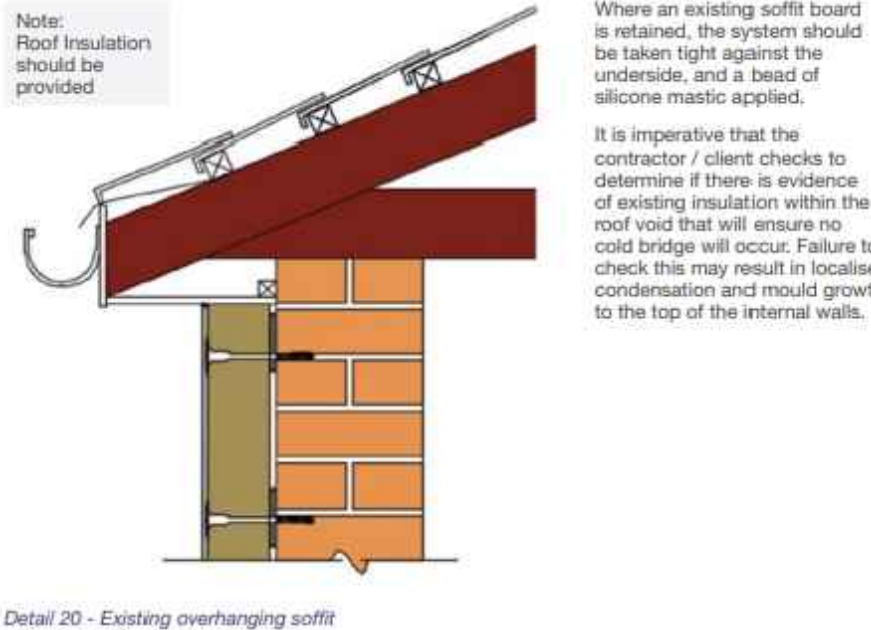 Note:
Roof Insulation
should be
provided
Where an existing soffit board
is retained, the system should
be taken tight against the
underside, and a bead of
silicone mastic applied.
It is imperative that the
contractor / client checks to
determine if there is evidence
of existing insulation within the
roof void that will ensure no
cold bridge will occur. Failure to
check this may result in localise
condensation and mould growt
to the top of the internal walls.
Detail 20 - Existing overhanging soffit